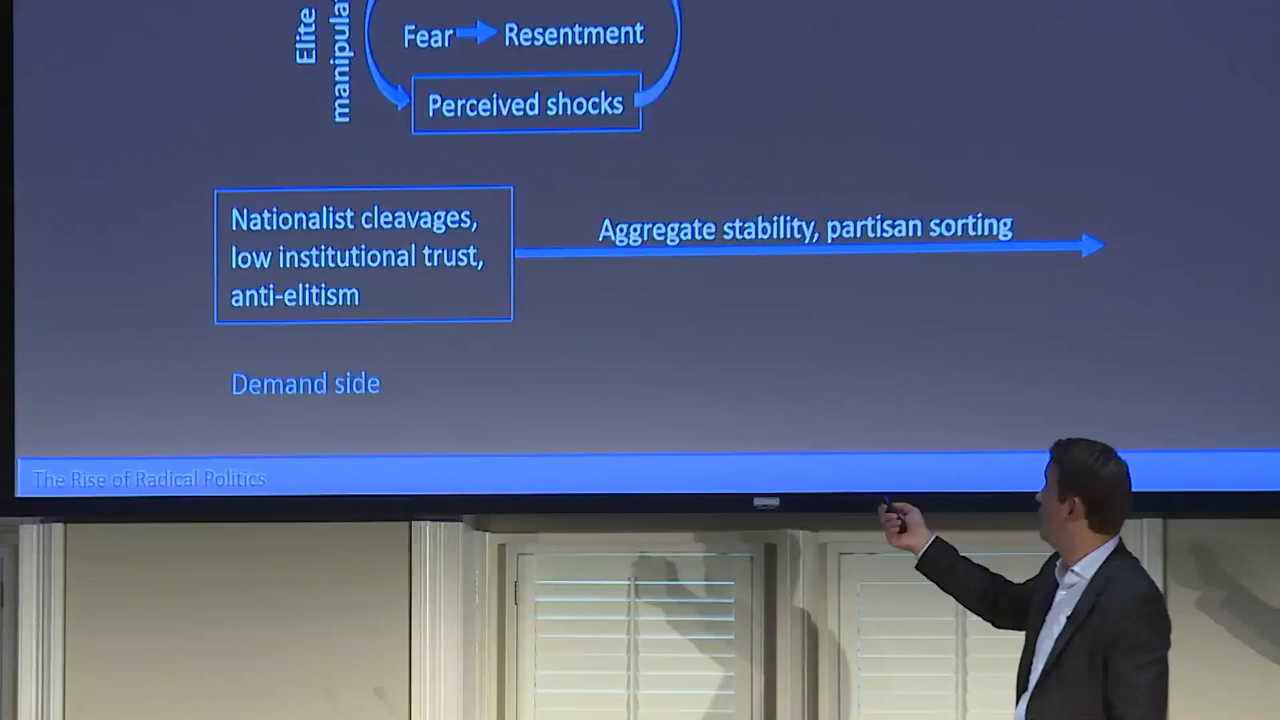 Elite
Fear
Resentment
Perceived shocks
Nationalist cleavages,
low institutional trust,
anti-elitism
Aggregate stability, partisan sorting
Demand side
The Rise of Radical Politics